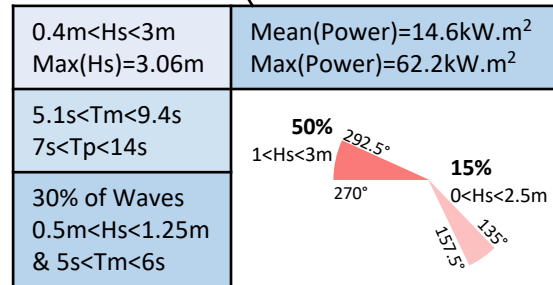 0.4m<Hs<3m
Max(Hs)=3.06m
Mean(Power)=14.6kW.m²
Max(Power)=62.2kW.m²
5.1s<Tm<9.4s
7s<Tp<14s
50%
1<Hs<3m
292.5°
270°
15%
0<Hs<2.5m
135°
157.5°
30% of Waves
0.5m<Hs<1.25m
& 5s<Tm<6s